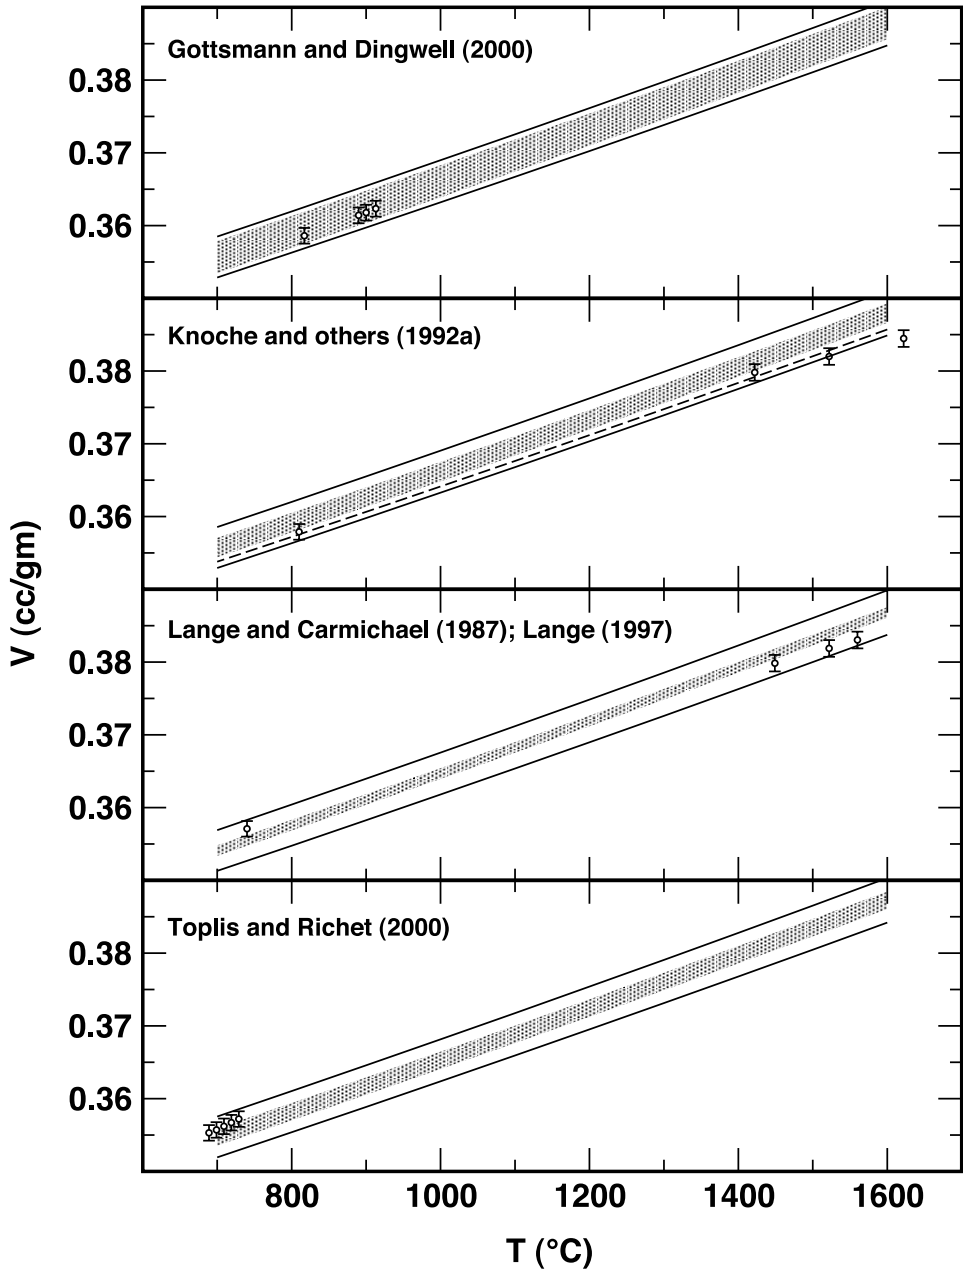 Gottsmann and Dingwell (2000)
0.38
0.37
0.36
Knoche and others (1992a)
0.38
0.37
0.36
V (cc/gm)
Lange and Carmichael (1987); Lange (1997)
0.38
0.37
0.36
Toplis and Richet (2000)
0.38
0.37
0.36
800 1000 1200 1400 1600
T (°C)